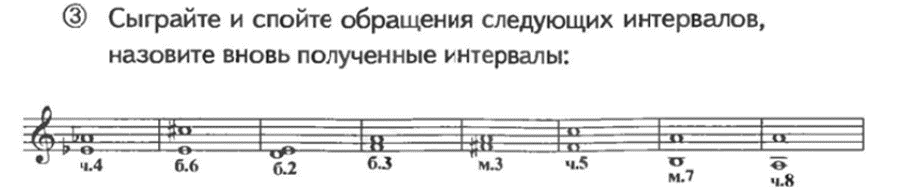 ③ Сыграйте и спойте обращения следующих интервалов,
назовите вновь полученные интервалы:
ч.4 б.6 б.2 б.3 м.3 ч.5 м.7 ч.8